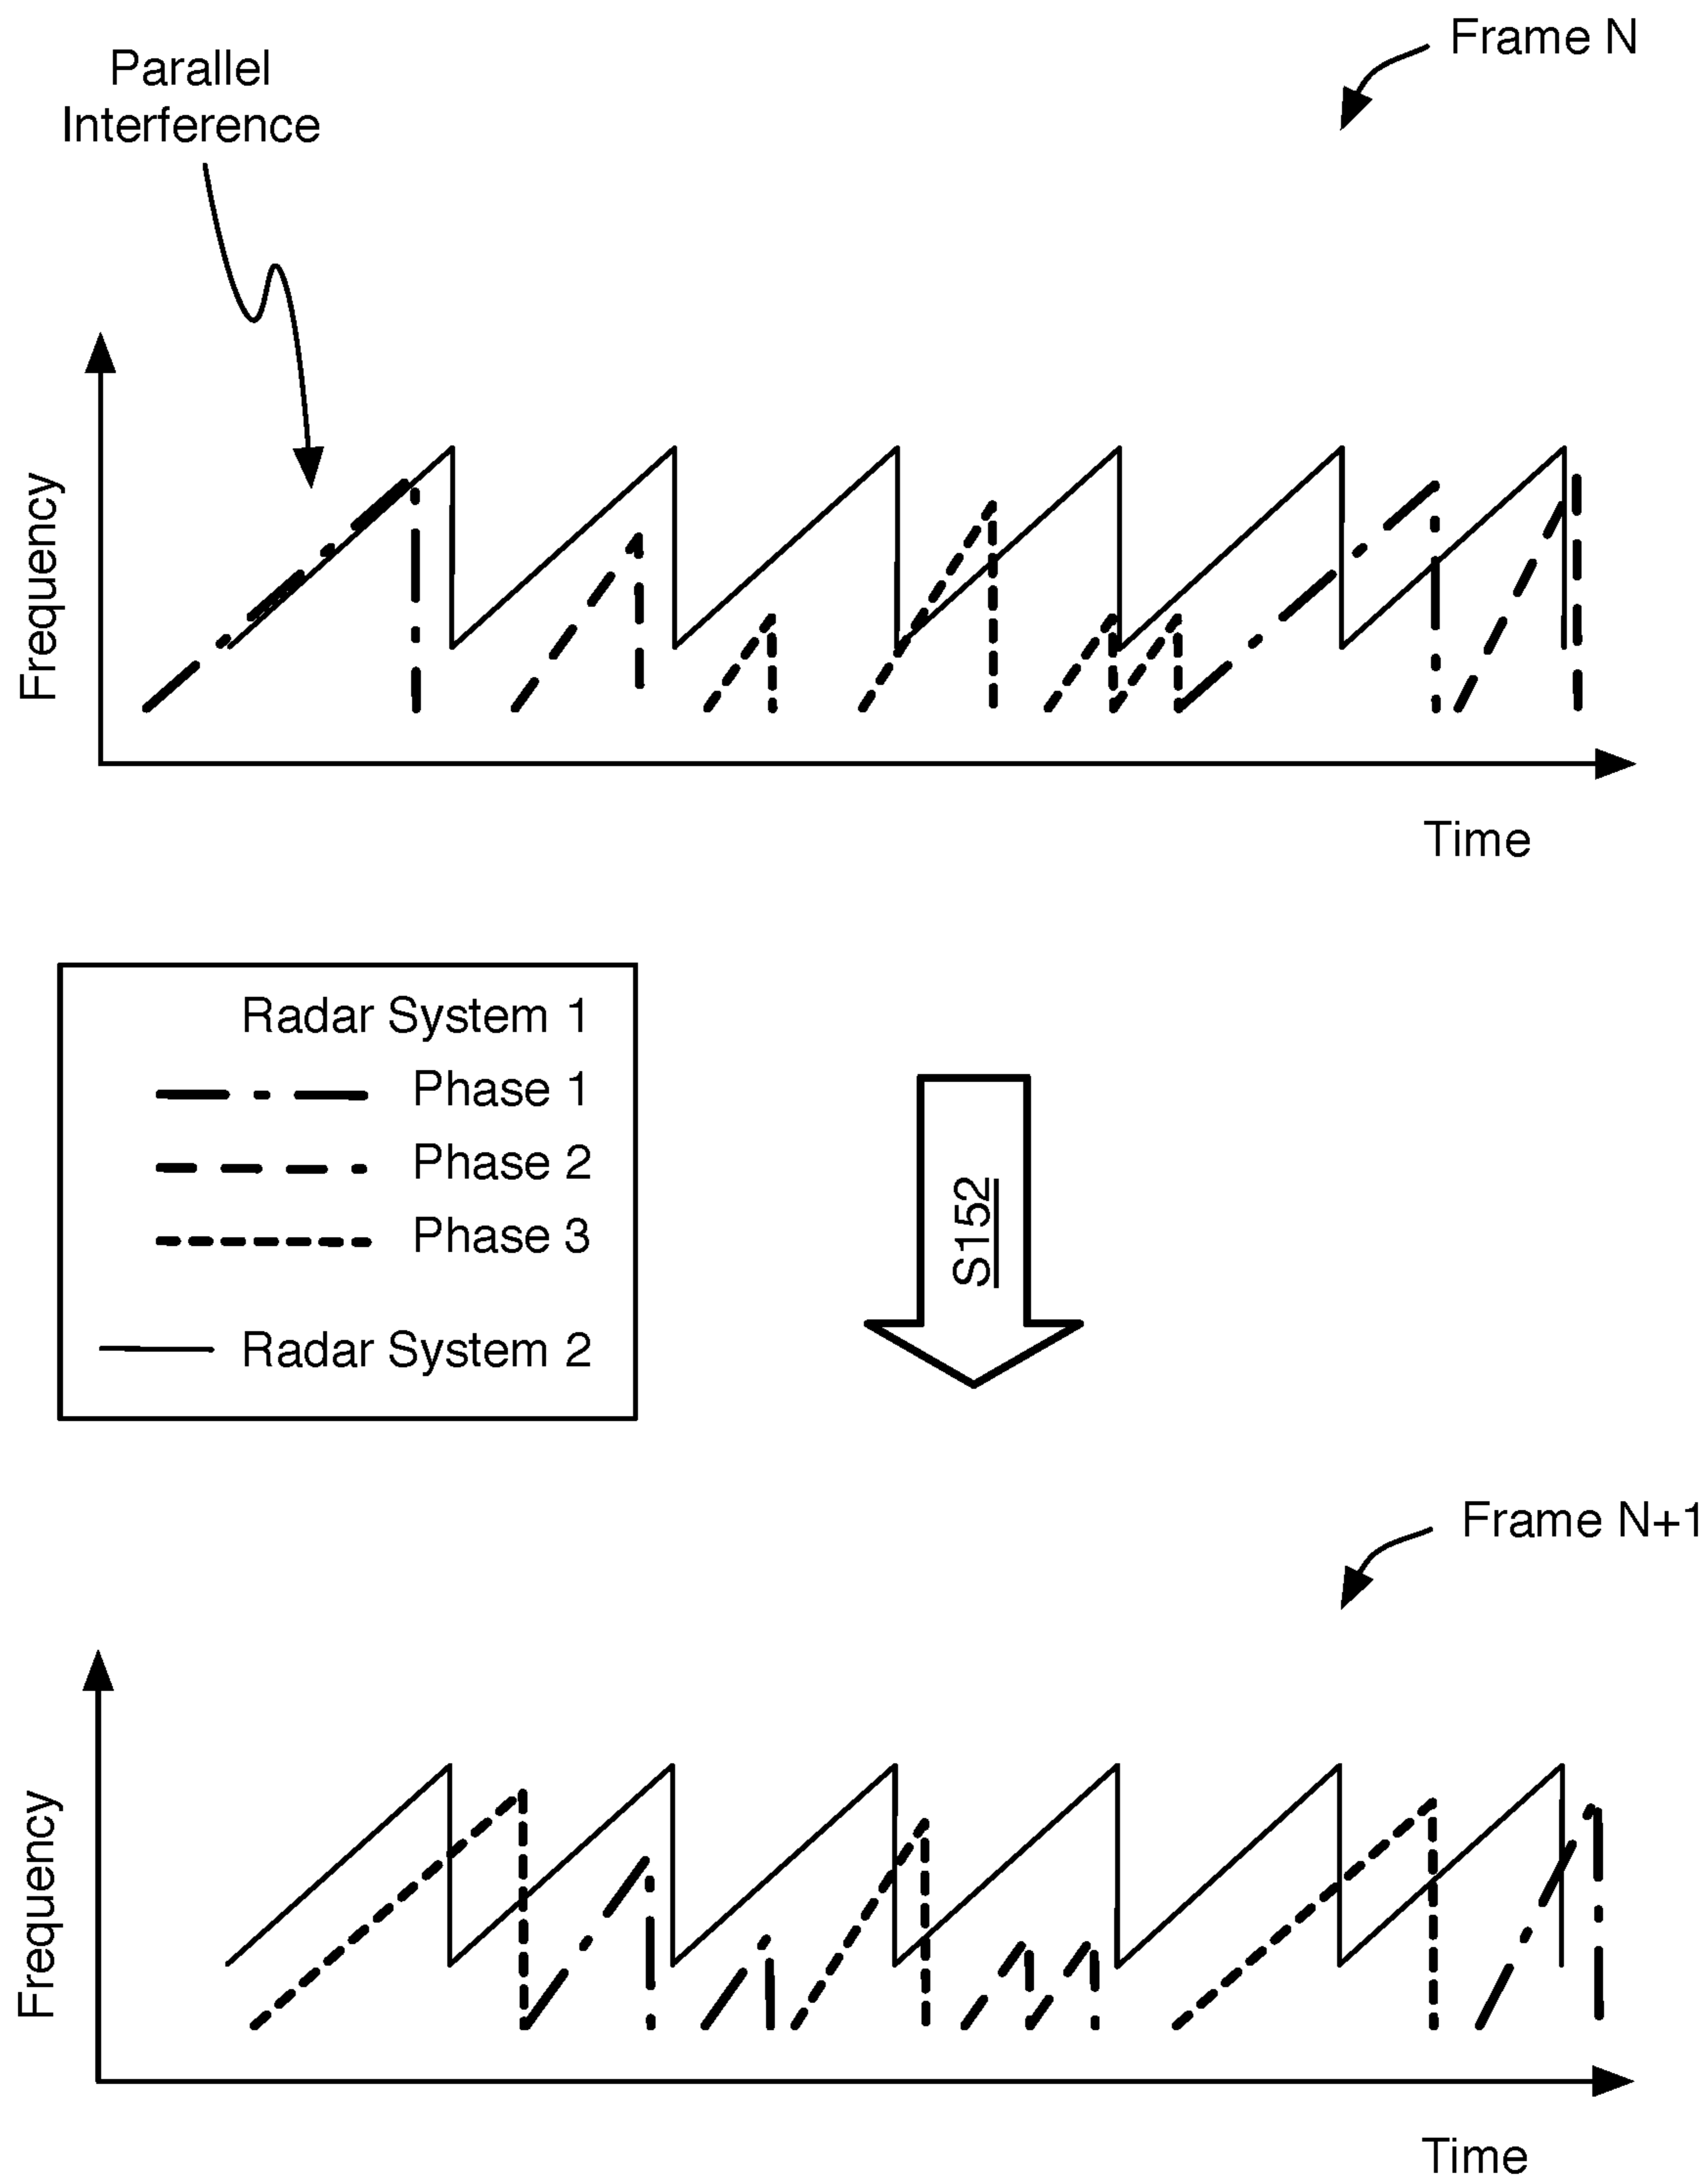 Frame N
Parallel
Interference
Frequency
Time
Radar System 1
Phase 1
Phase 2
Phase 3
Radar System 2
S152
Frame N+1
Frequency
Time